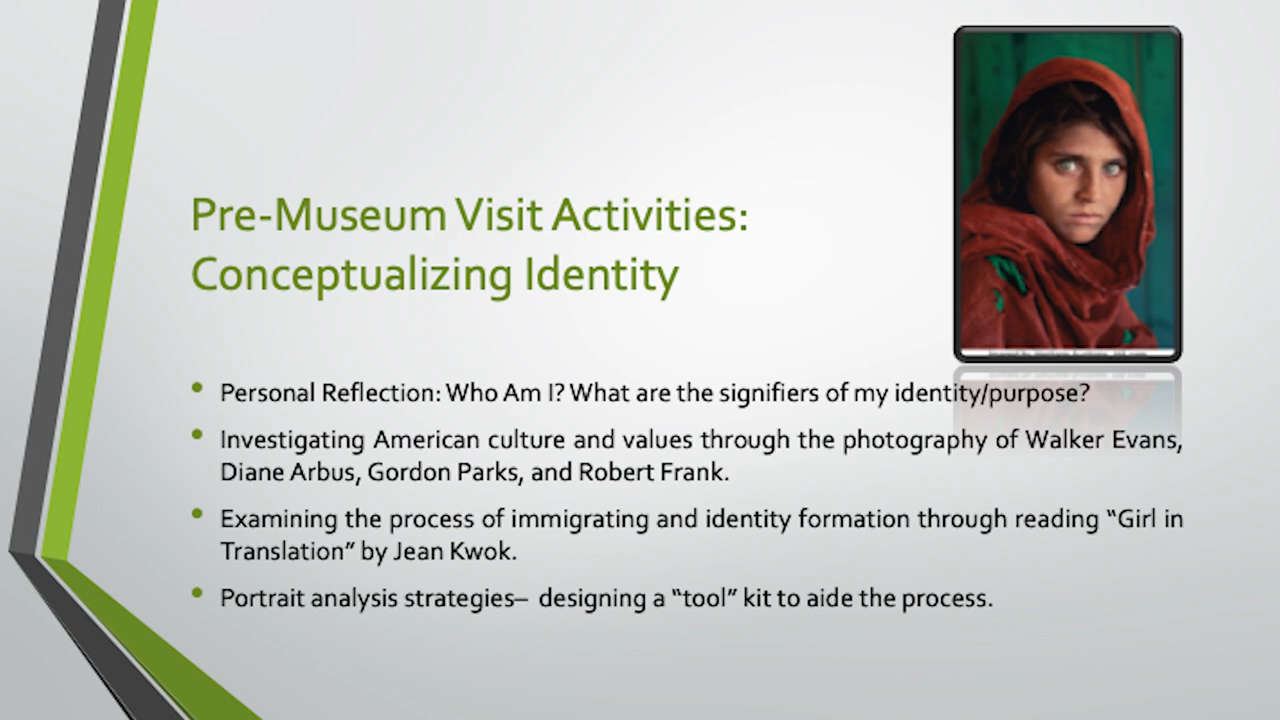 Pre-Museum Visit Activities:
Conceptualizing Identity
• Personal Reflection: Who Am I? What are the signifiers of my identity/purpose?
• Investigating American culture and values through the photography of Walker Evans,
Diane Arbus, Gordon Parks, and Robert Frank.
• Examining the process of immigrating and identity formation through reading “Girl in
Translation” by Jean Kwok.
• Portrait analysis strategies– designing a “tool” kit to aide the process.